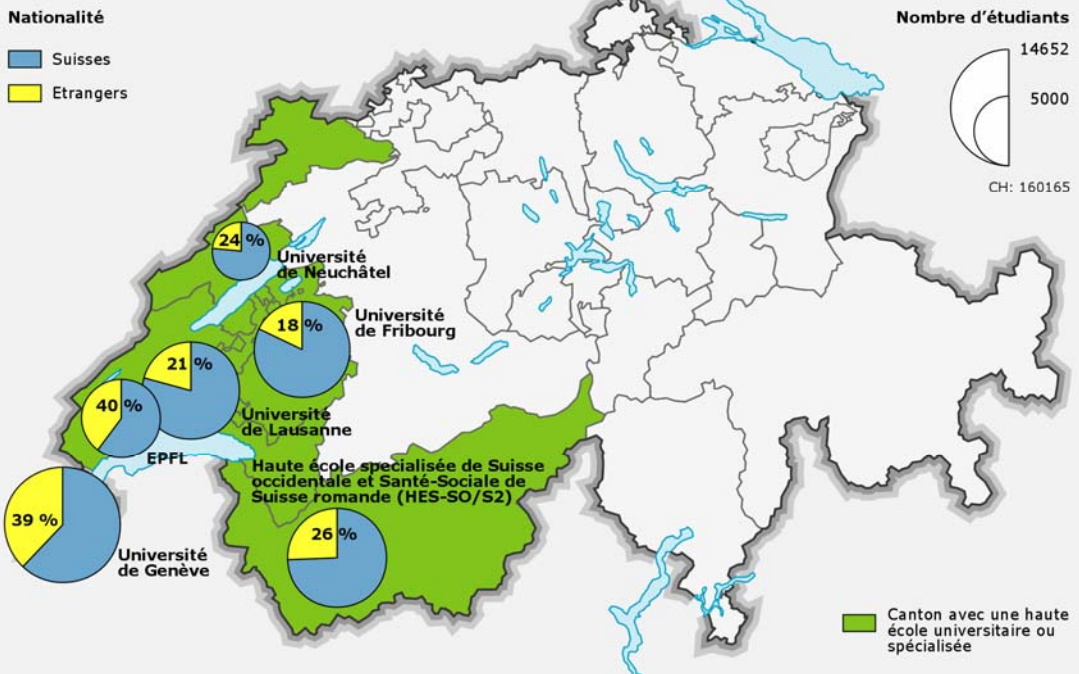 Nationalité
Suisses
Etrangers
Nombre d'étudiants
14652
5000
CH: 160165
24 %
Université
de Neuchâtel
18 %
Université
de Fribourg
21 %
Université
de Lausanne
40 %
EPFL
39 %
Université
de Genève
Haute école specialisée de Suisse
occidentale et Santé-Sociale de
Suisse romande (HES-SO/S2)
26 %
Canton avec une haute
école universitaire ou
spécialisée